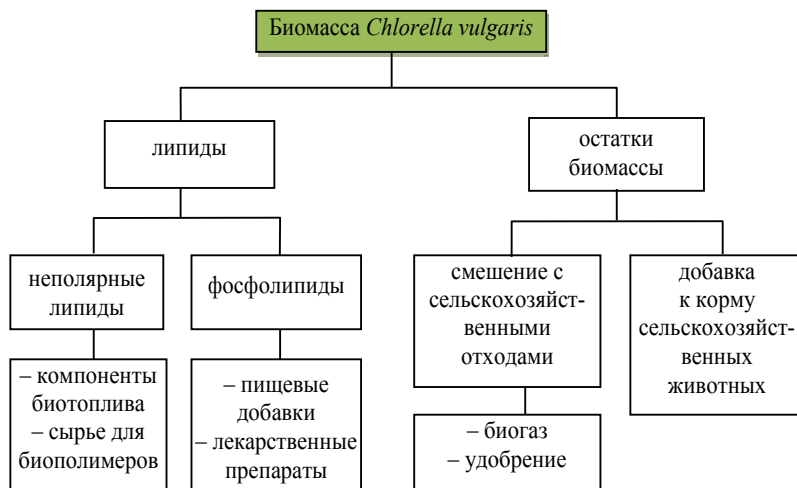 Биомасса Chlorella vulgaris
липиды
остатки
биомассы
неполярные
липиды
фосфолипиды
смешение с
сельскохозяйст-
венными
отходами
добавка
к корму
сельскохозяйст-
венных
животных
– компоненты
биотоплива
– сырье для
биополимеров
– пищевые
добавки
– лекарственные
препараты
– биогаз
– удобрение